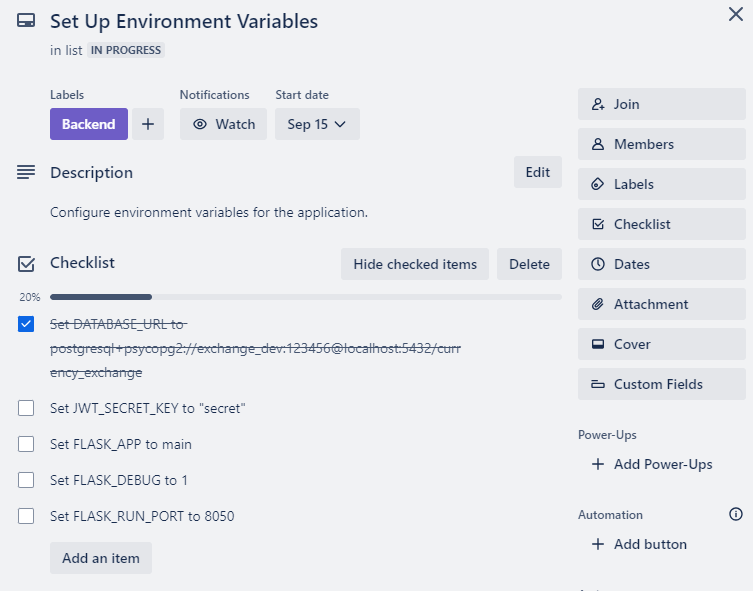 Set Up Environment Variables
in list IN PROGRESS
Labels
Notifications
Start date
Backend
Watch
Sep 15
Description
Edit
Configure environment variables for the application.
Checklist
Hide checked items
Delete
20%
Set DATABASE_URL to
postgresql+psycopg2://exchange_dev:123456@localhost:5432/curr
ency_exchange
Set JWT_SECRET_KEY to "secret"
Set FLASK_APP to main
Set FLASK_DEBUG to 1
Set FLASK_RUN_PORT to 8050
Add an item
Join
Members
Labels
Checklist
Dates
Attachment
Cover
Custom Fields
Power-Ups
+ Add Power-Ups
Automation
+ Add button